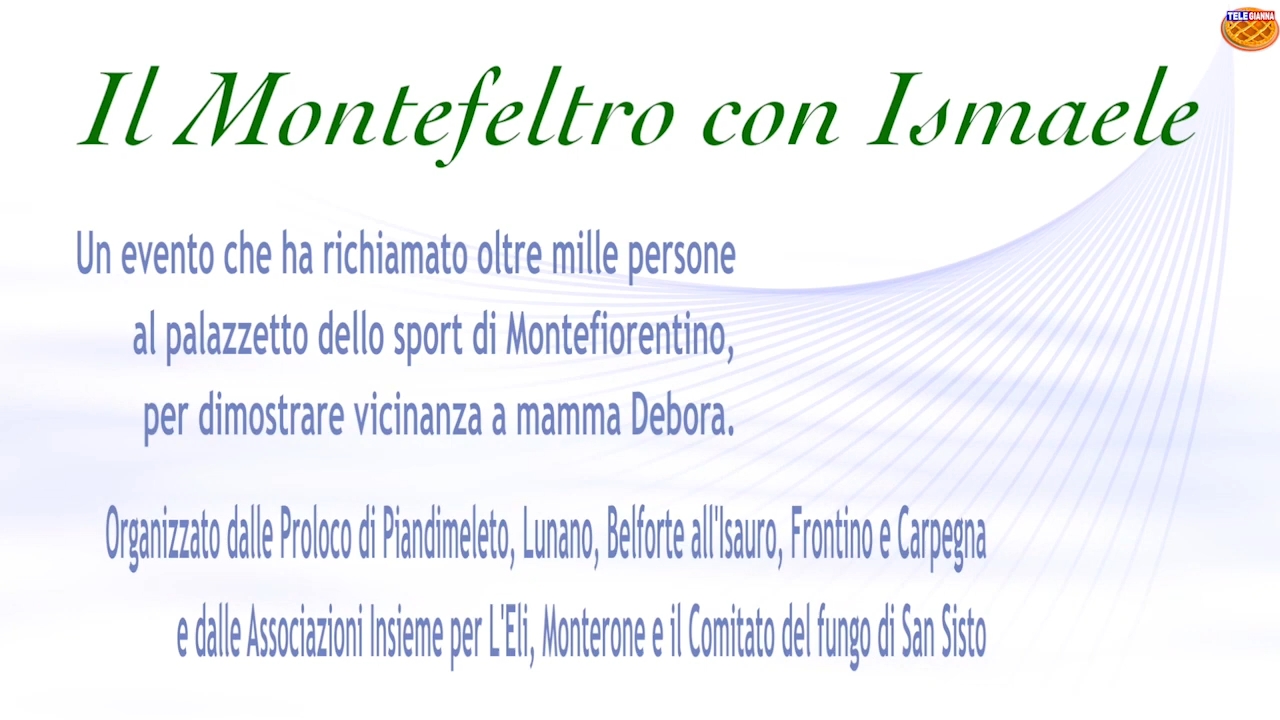 TELE GIANNA
Il Montefeltro con Ismaele
Un evento che ha richiamato oltre mille persone
al palazzetto dello sport di Montefiorentino,
per dimostrare vicinanza a mamma Debora.
Organizzato dalle Proloco di Piandimeleto, Lunano, Belforte all'Isauro, Frontino e Carpegna
e dalle Associazioni Insieme per L'Eli, Monterone e il Comitato del fungo di San Sisto